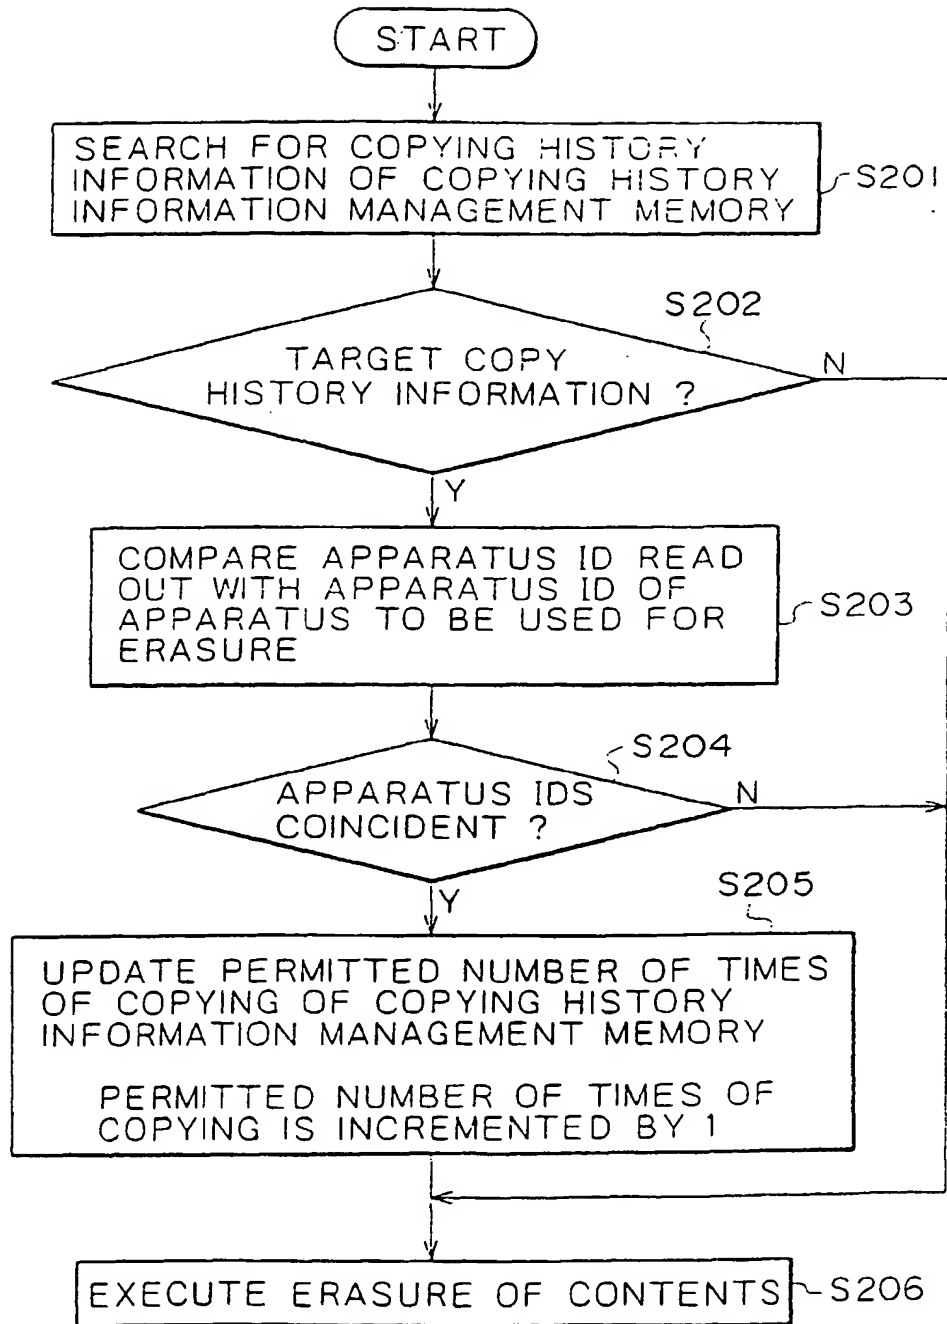 START
SEARCH FOR COPYING HISTORY
INFORMATION OF COPYING HISTORY
INFORMATION MANAGEMENT MEMORY
S201
S202
TARGET COPY
HISTORY INFORMATION ?
N
Y
COMPARE APPARATUS ID READ
OUT WITH APPARATUS ID OF
APPARATUS TO BE USED FOR
ERASURE
S203
S204
APPARATUS IDS
COINCIDENT ?
N
Y
S205
UPDATE PERMITTED NUMBER OF TIMES
OF COPYING OF COPYING HISTORY
INFORMATION MANAGEMENT MEMORY
PERMITTED NUMBER OF TIMES OF
COPYING IS INCREMENTED BY 1
EXECUTE ERASURE OF CONTENTS
S206